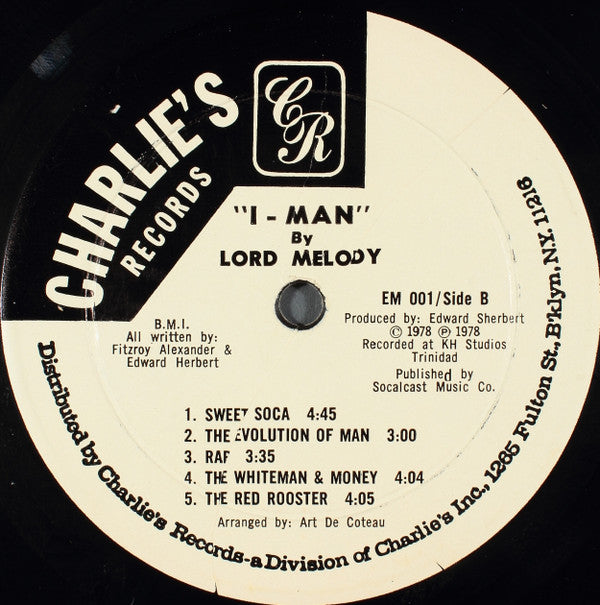 CHARLIE'S
RECORDS
CR
"I - MAN"
By
LORD MELODY
EM 001/Side B
Produced by: Edward Sherbert
© 1978 ℗ 1978
Recorded at KH Studios
Trinidad
Published by
Socalcast Music Co.
B.M.I.
All written by:
Fitzroy Alexander &
Edward Herbert
1. SWEET SOCA 4:45
2. THE EVOLUTION OF MAN 3:00
3. RAF 3:35
4. THE WHITEMAN & MONEY 4:04
5. THE RED ROOSTER 4:05
Arranged by: Art De Coteau
Distributed by Charlie's Records-a Division of Charlie's Inc., 1265 Fulton St., B'klyn, NY. 11216